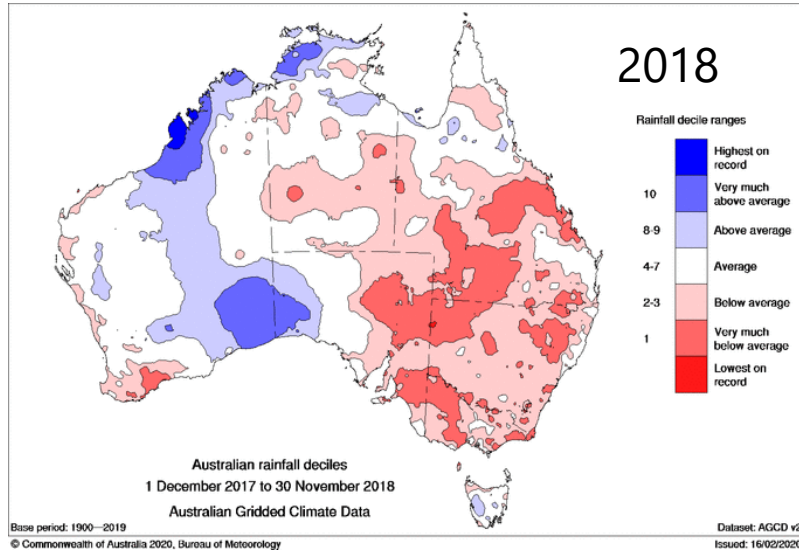 2018
Rainfall decile ranges
Highest on
record
10
Very much
above average
8-9
Above average
4-7
Average
2-3
Below average
1
Very much
below average
Lowest on
record
Australian rainfall deciles
1 December 2017 to 30 November 2018
Australian Gridded Climate Data
Base period: 1900—2019
Dataset: AGCD v2
© Commonwealth of Australia 2020, Bureau of Meteorology
Issued: 16/02/2020